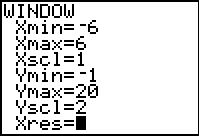 WINDOW
Xmin=-6
Xmax=6
Xscl=1
Ymin=-1
Ymax=20
Yscl=2
Xres=